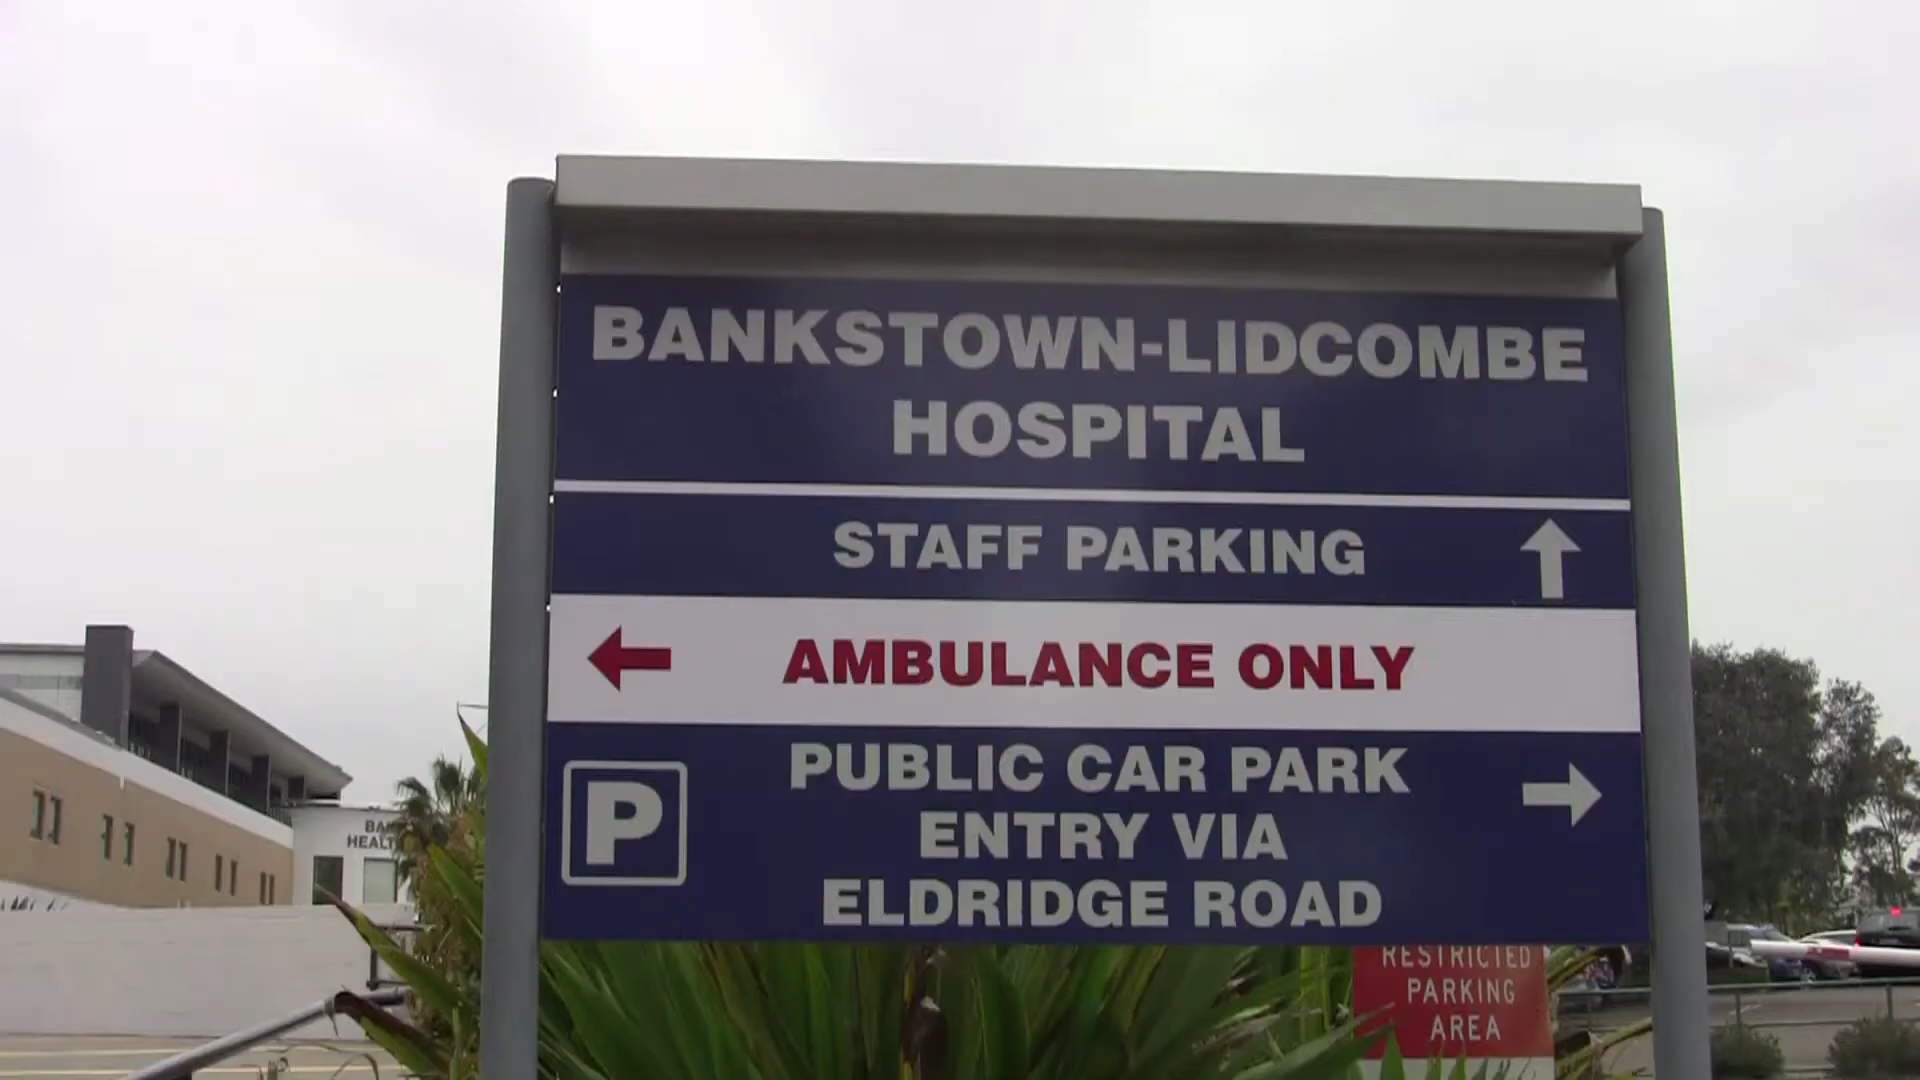 BANKSTOWN-LIDCOMBE
HOSPITAL
STAFF PARKING
AMBULANCE ONLY
P
PUBLIC CAR PARK
ENTRY VIA
ELDRIDGE ROAD
RESTRICTED
PARKING
AREA